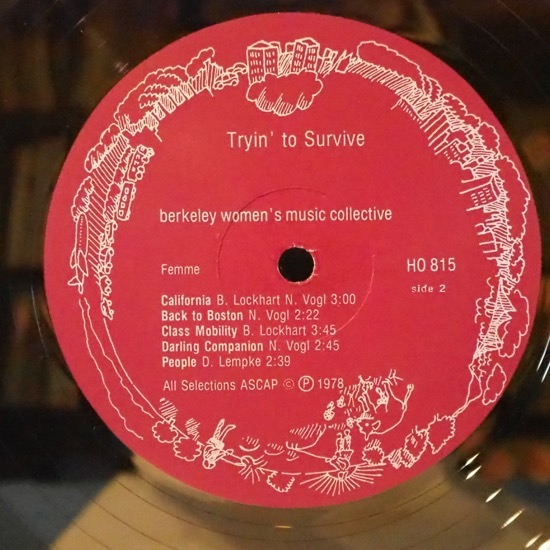 Tryin' to Survive
berkeley women's music collective
Femme
HO 815
side 2
California B. Lockhart N. Vogl 3:00
Back to Boston N. Vogl 2:22
Class Mobility B. Lockhart 3:45
Darling Companion N. Vogl 2:45
People D. Lempke 2:39
All Selections ASCAP © ℗ 1978